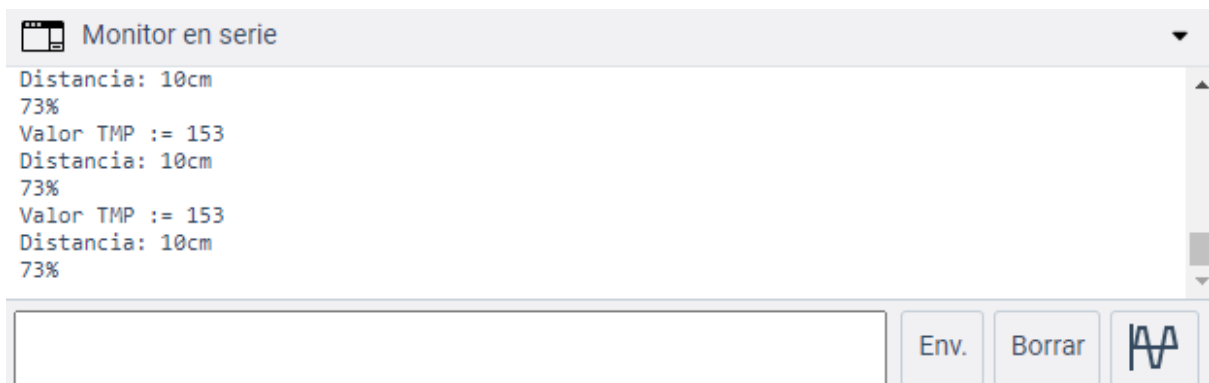 Monitor en serie
Distancia: 10cm
73%
Valor TMP := 153
Distancia: 10cm
73%
Valor TMP := 153
Distancia: 10cm
73%
Env.
Borrar